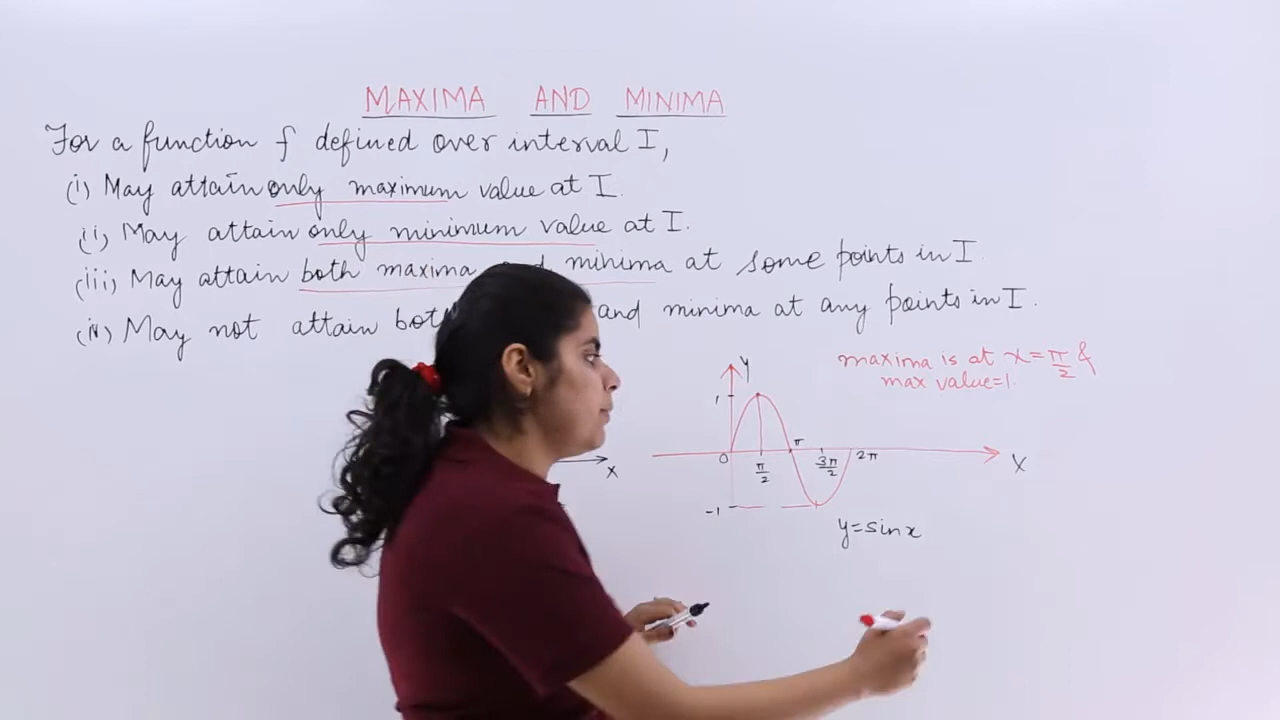 MAXIMA AND MINIMA
For a function f defined over interval I,
(i) May attain only maximum value at I.
(ii) May attain only minimum value at I.
(iii) May attain both maxima and minima at some points in I.
(iv) May not attain and minima at any points in I.
maxima is at x=π/2 &
max value=1.
y
1
0
π/2
π
3π/2
2π
X
X
-1
y=sinx